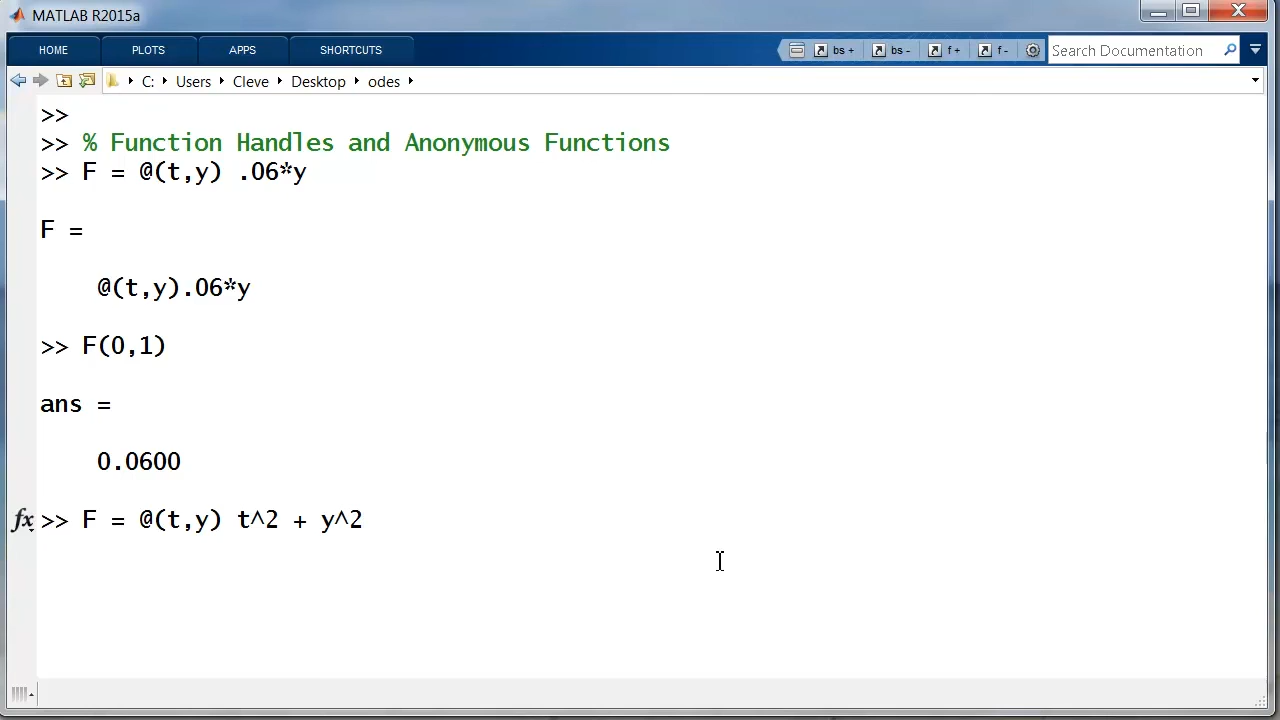 MATLAB R2015a
HOME PLOTS APPS SHORTCUTS bs + bs - f + f - Search Documentation
C: Users Cleve Desktop odes
>>
>> % Function Handles and Anonymous Functions
>> F = @(t,y) .06*y
F =
@(t,y).06*y
>> F(0,1)
ans =
0.0600
fx >> F = @(t,y) t^2 + y^2